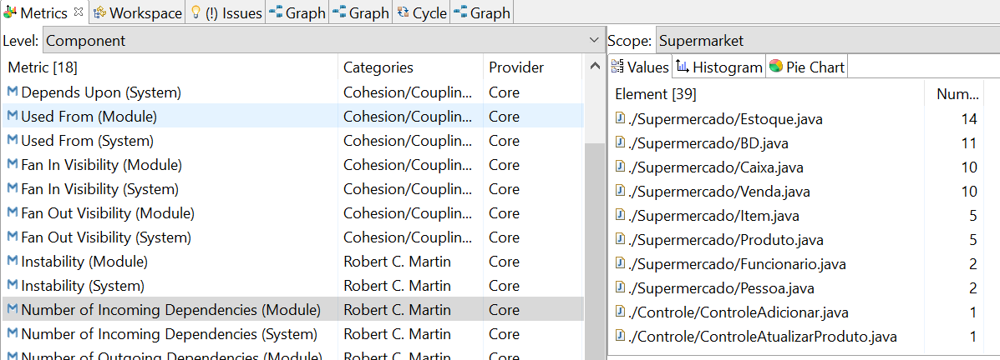 Metrics Workspace (!) Issues Graph Graph Cycle Graph
Level: Component
Metric [18] Categories Provider
Depends Upon (System) Cohesion/Couplin... Core
Used From (Module) Cohesion/Couplin... Core
Used From (System) Cohesion/Couplin... Core
Fan In Visibility (Module) Cohesion/Couplin... Core
Fan In Visibility (System) Cohesion/Couplin... Core
Fan Out Visibility (Module) Cohesion/Couplin... Core
Fan Out Visibility (System) Cohesion/Couplin... Core
Instability (Module) Robert C. Martin Core
Instability (System) Robert C. Martin Core
Number of Incoming Dependencies (Module) Robert C. Martin Core
Number of Incoming Dependencies (System) Robert C. Martin Core
Number of Outgoing Dependencies (Module) Robert C. Martin Core
Scope: Supermarket
Values Histogram Pie Chart
Element [39] Num...
./Supermercado/Estoque.java 14
./Supermercado/BD.java 11
./Supermercado/Caixa.java 10
./Supermercado/Venda.java 10
./Supermercado/Item.java 5
./Supermercado/Produto.java 5
./Supermercado/Funcionario.java 2
./Supermercado/Pessoa.java 2
./Controle/ControleAdicionar.java 1
./Controle/ControleAtualizarProduto.java 1